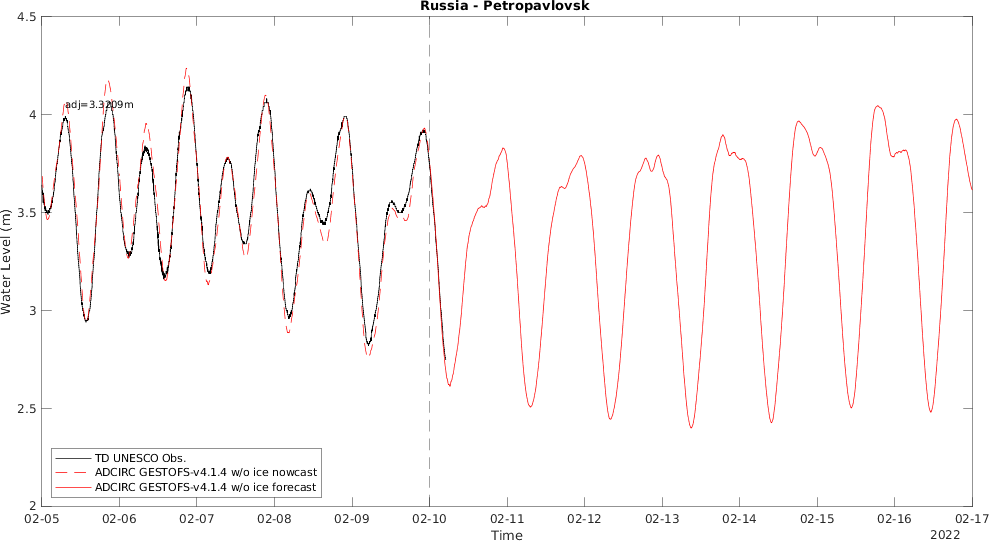 Russia - Petropavlovsk
4.5
4
3.5
3
2.5
2
Water Level (m)
adj=3.3209m
TD UNESCO Obs.
ADCIRC GESTOFS-v4.1.4 w/o ice nowcast
ADCIRC GESTOFS-v4.1.4 w/o ice forecast
02-05 02-06 02-07 02-08 02-09 02-10 02-11 02-12 02-13 02-14 02-15 02-16 02-17
Time
2022